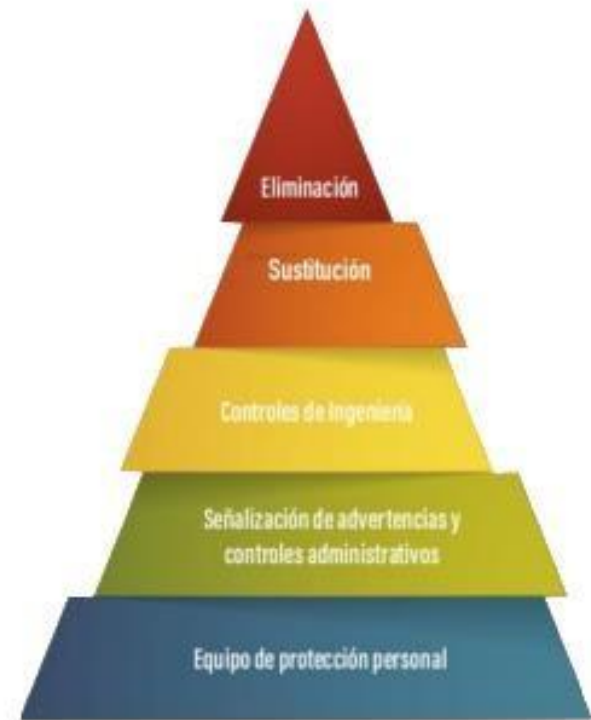 Eliminación
Sustitución
Controles de Ingeniería
Señalización de advertencias y
controles administrativos
Equipo de protección personal